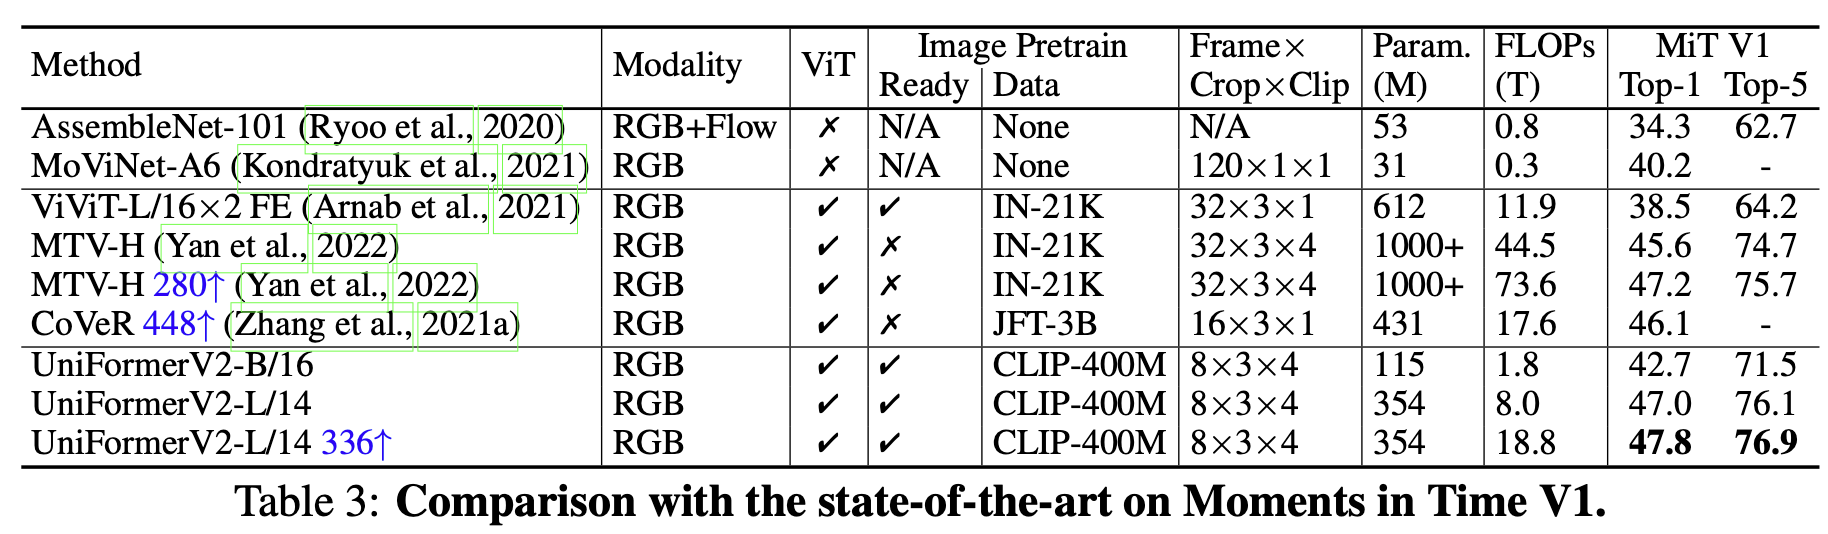 Method Modality ViT Image Pretrain Frame× Param. FLOPs MiT V1
Ready Data Crop×Clip (M) (T) Top-1 Top-5
AssembleNet-101 (Ryoo et al., 2020) RGB+Flow ✗ N/A None N/A 53 0.8 34.3 62.7
MoViNet-A6 (Kondratyuk et al., 2021) RGB ✗ N/A None 120×1×1 31 0.3 40.2 -
ViViT-L/16×2 FE (Arnab et al., 2021) RGB ✔ ✔ IN-21K 32×3×1 612 11.9 38.5 64.2
MTV-H (Yan et al., 2022) RGB ✔ ✗ IN-21K 32×3×4 1000+ 44.5 45.6 74.7
MTV-H 280↑ (Yan et al., 2022) RGB ✔ ✗ IN-21K 32×3×4 1000+ 73.6 47.2 75.7
CoVeR 448↑ (Zhang et al., 2021a) RGB ✔ ✗ JFT-3B 16×3×1 431 17.6 46.1 -
UniFormerV2-B/16 RGB ✔ ✔ CLIP-400M 8×3×4 115 1.8 42.7 71.5
UniFormerV2-L/14 RGB ✔ ✔ CLIP-400M 8×3×4 354 8.0 47.0 76.1
UniFormerV2-L/14 336↑ RGB ✔ ✔ CLIP-400M 8×3×4 354 18.8 47.8 76.9
Table 3: Comparison with the state-of-the-art on Moments in Time V1.